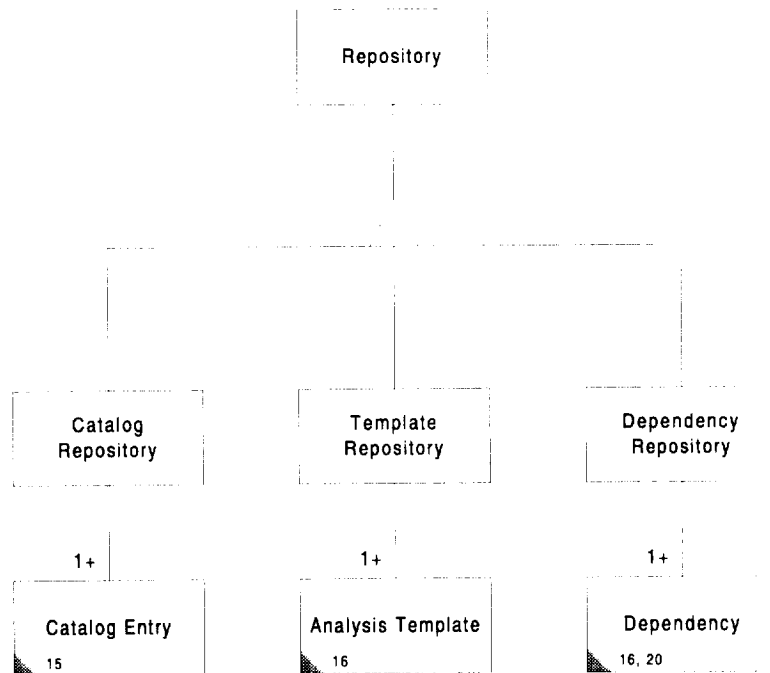 Repository
Catalog
Repository
Template
Repository
Dependency
Repository
1+
1+
1+
Catalog Entry
15
Analysis Template
16
Dependency
16, 20